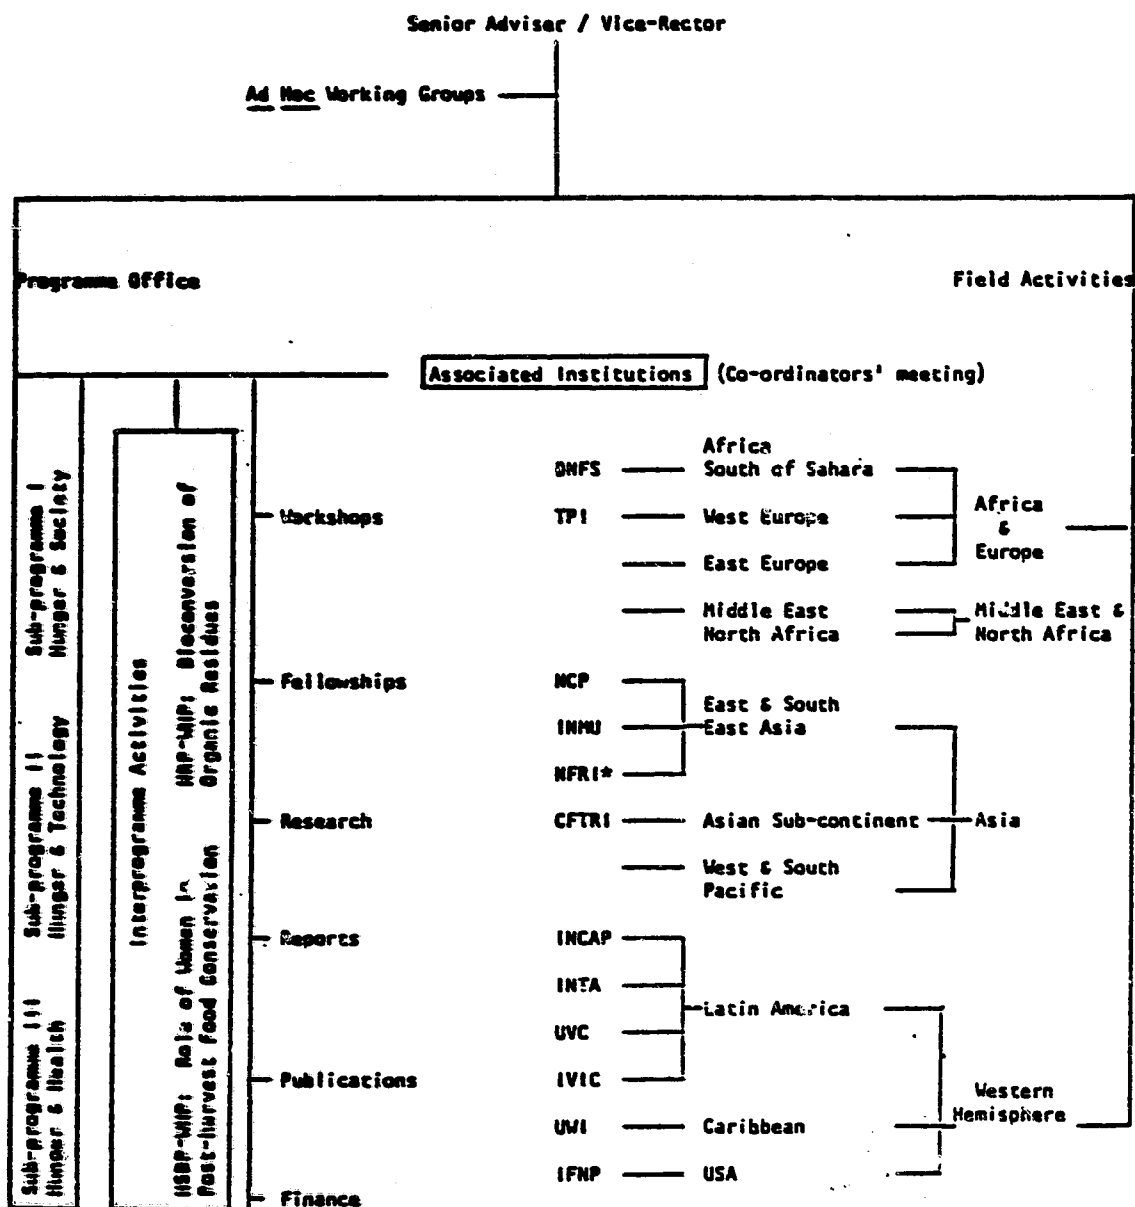 Senior Adviser / Vice-Rector
Ad Hoc Working Groups
Programme Office
Field Activities
Associated Institutions (Co-ordinators' meeting)
Sub-programme I
Hunger & Society
Sub-programme II
Hunger & Technology
Sub-programme III
Hunger & Health
Interprogramme Activities
Bioconversion of
Organic Residues
Role of Women in
Post-harvest Food Conservation
Workshops
Fellowships
Research
Reports
Publications
Finance
Africa
South of Sahara
TPI
West Europe
East Europe
Africa
&
Europe
Middle East
North Africa
Middle East &
North Africa
NCP
INMU
NFRI*
East & South
East Asia
CFTRI
Asian Sub-continent
Asia
West & South
Pacific
INCAP
INTA
UVC
IVIC
Latin America
UWI
Caribbean
Western
Hemisphere
IFNP
USA